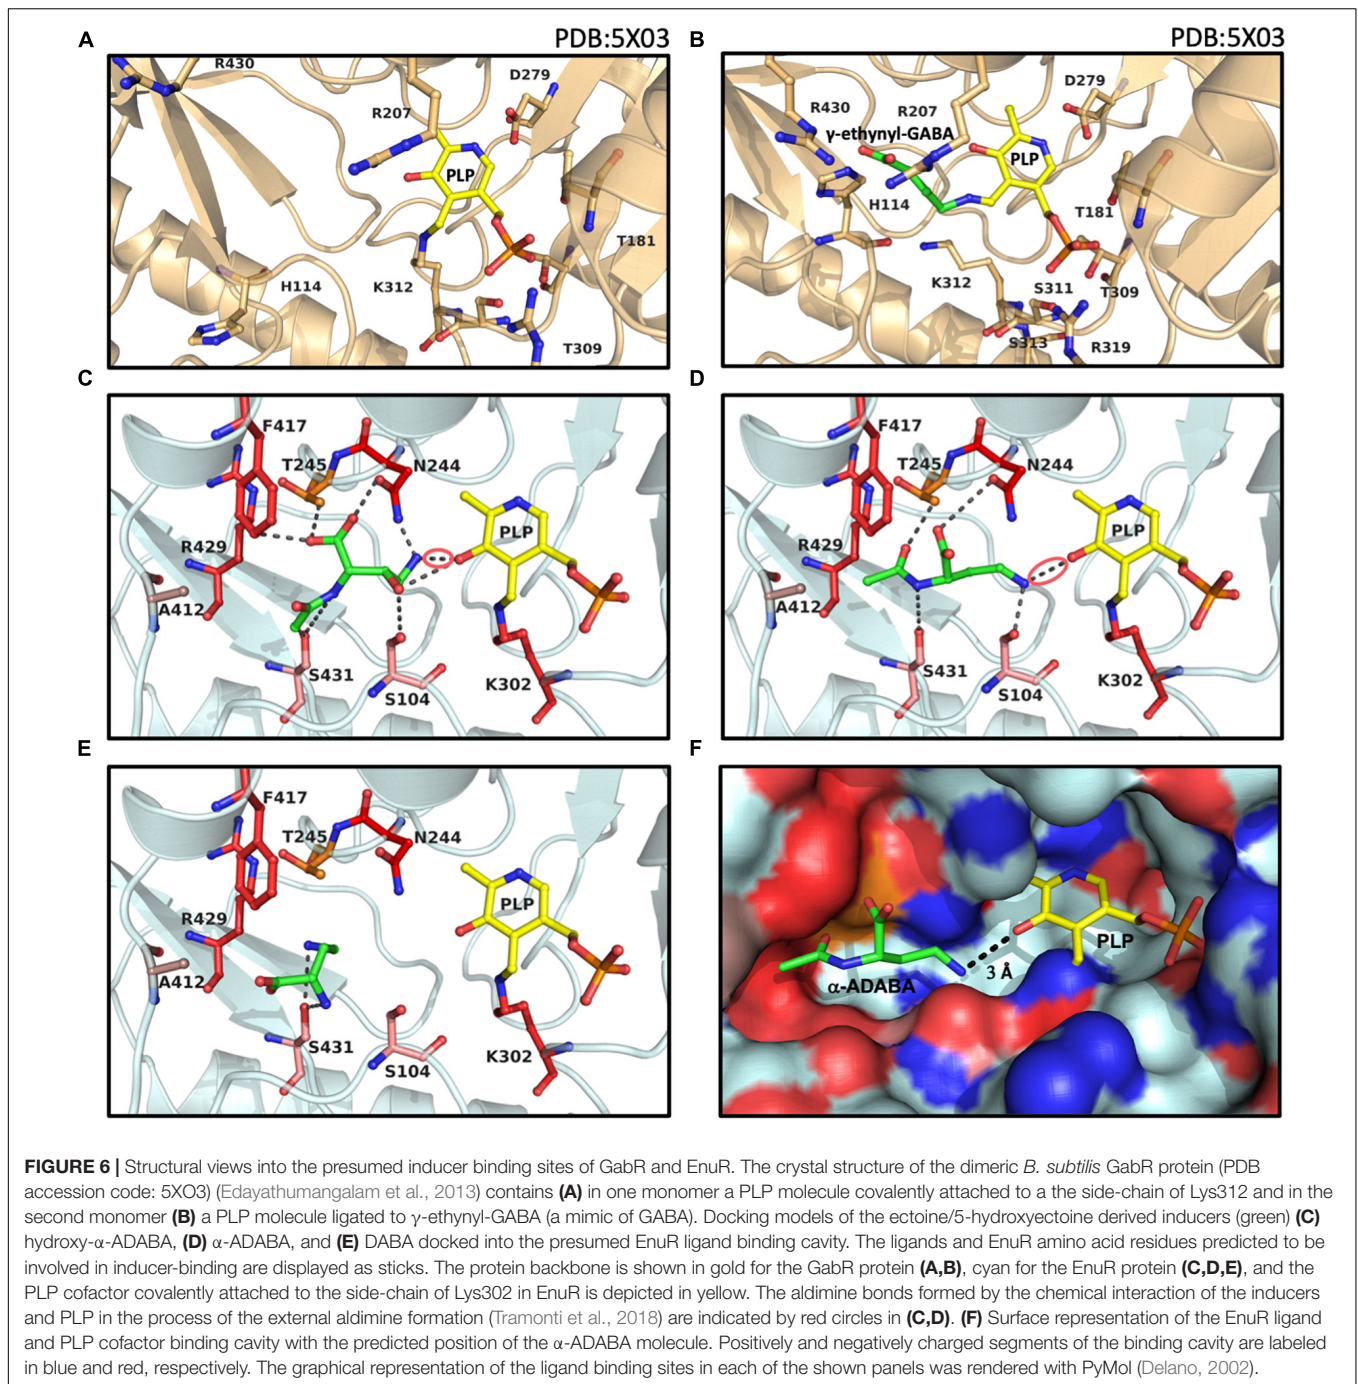 A
PDB:5X03
R430
D279
R207
PLP
T181
H114
K312
T309
B
PDB:5X03
D279
R430
R207
γ-ethynyl-GABA
PLP
H114
T181
K312
S311
T309
S313
R319
C
F417
T245
N244
PLP
R429
A412
S431
S104
K302
D
F417
T245
N244
PLP
R429
A412
S431
S104
K302
E
F417
T245
N244
PLP
R429
A412
S431
S104
K302
F
PLP
3 Å
α-ADABA
FIGURE 6 | Structural views into the presumed inducer binding sites of GabR and EnuR. The crystal structure of the dimeric B. subtilis GabR protein (PDB
accession code: 5XO3) (Edayathumangalam et al., 2013) contains (A) in one monomer a PLP molecule covalently attached to a the side-chain of Lys312 and in the
second monomer (B) a PLP molecule ligated to γ-ethynyl-GABA (a mimic of GABA). Docking models of the ectoine/5-hydroxyectoine derived inducers (green) (C)
hydroxy-α-ADABA, (D) α-ADABA, and (E) DABA docked into the presumed EnuR ligand binding cavity. The ligands and EnuR amino acid residues predicted to be
involved in inducer-binding are displayed as sticks. The protein backbone is shown in gold for the GabR protein (A,B), cyan for the EnuR protein (C,D,E), and the
PLP cofactor covalently attached to the side-chain of Lys302 in EnuR is depicted in yellow. The aldimine bonds formed by the chemical interaction of the inducers
and PLP in the process of the external aldimine formation (Tramonti et al., 2018) are indicated by red circles in (C,D). (F) Surface representation of the EnuR ligand
and PLP cofactor binding cavity with the predicted position of the α-ADABA molecule. Positively and negatively charged segments of the binding cavity are labeled
in blue and red, respectively. The graphical representation of the ligand binding sites in each of the shown panels was rendered with PyMol (Delano, 2002).